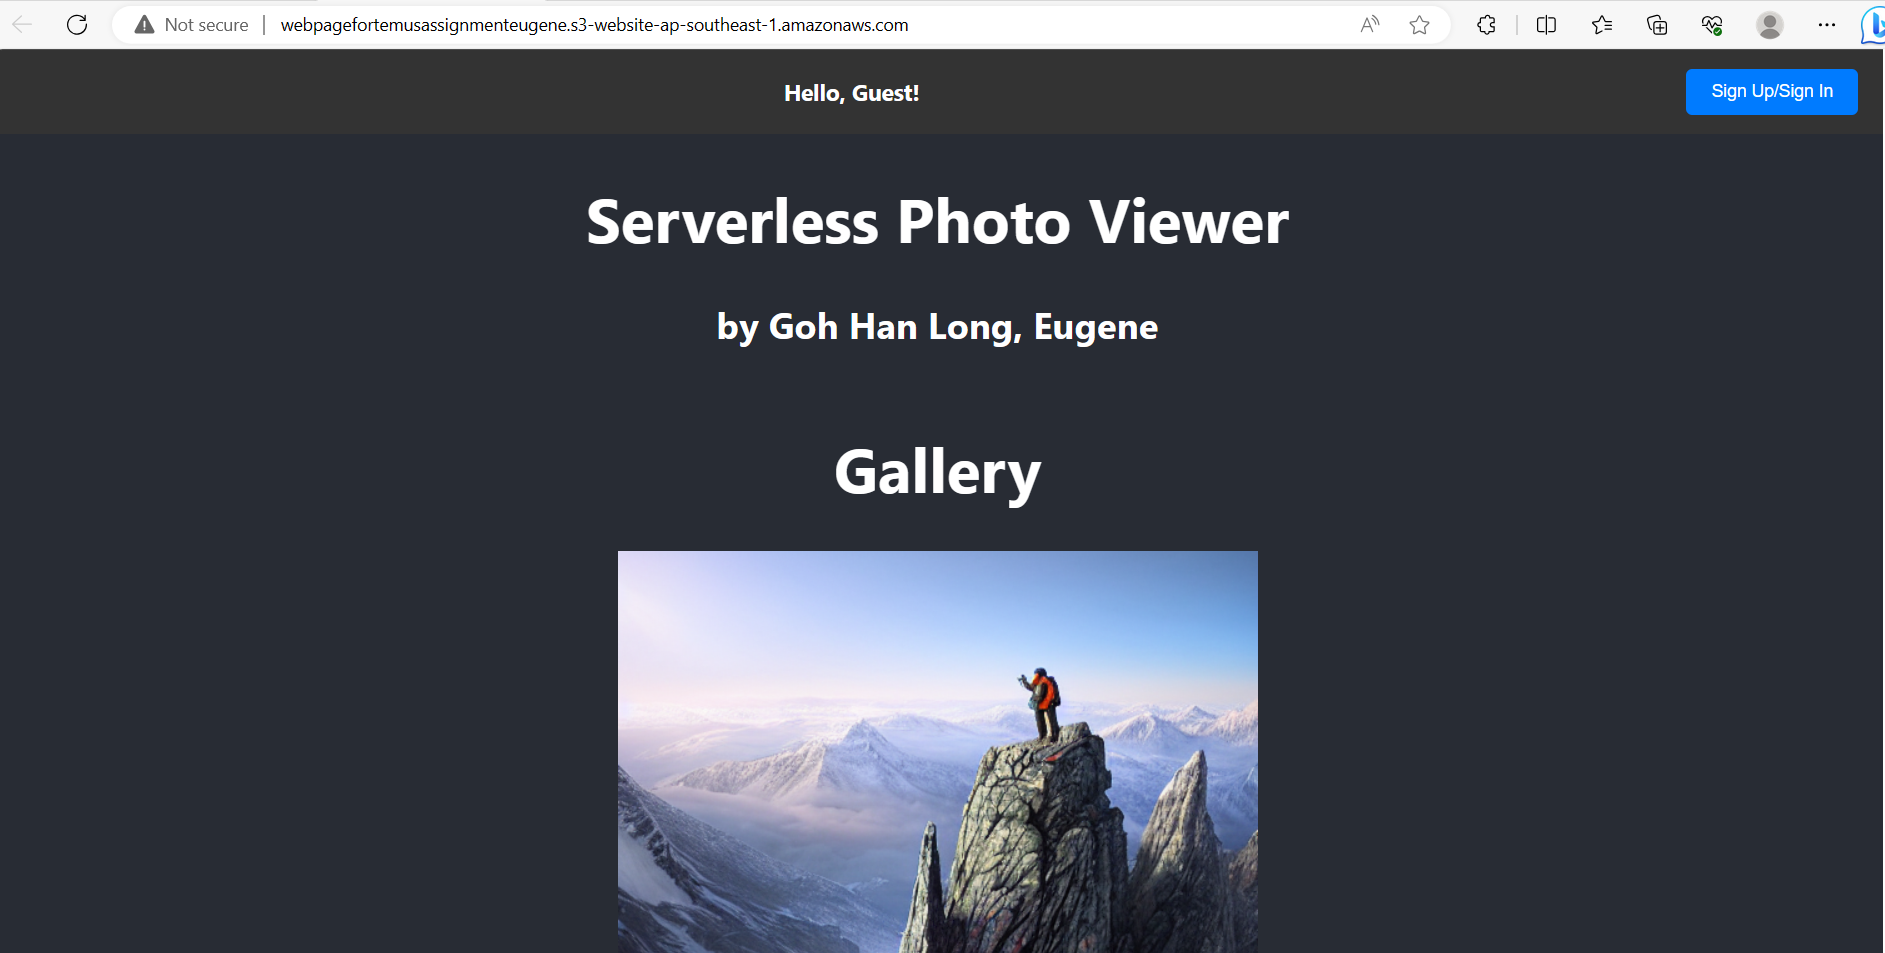 Not secure
webpagefortemusassignmenteugene.s3-website-ap-southeast-1.amazonaws.com
Hello, Guest!
Sign Up/Sign In
Serverless Photo Viewer
by Goh Han Long, Eugene
Gallery